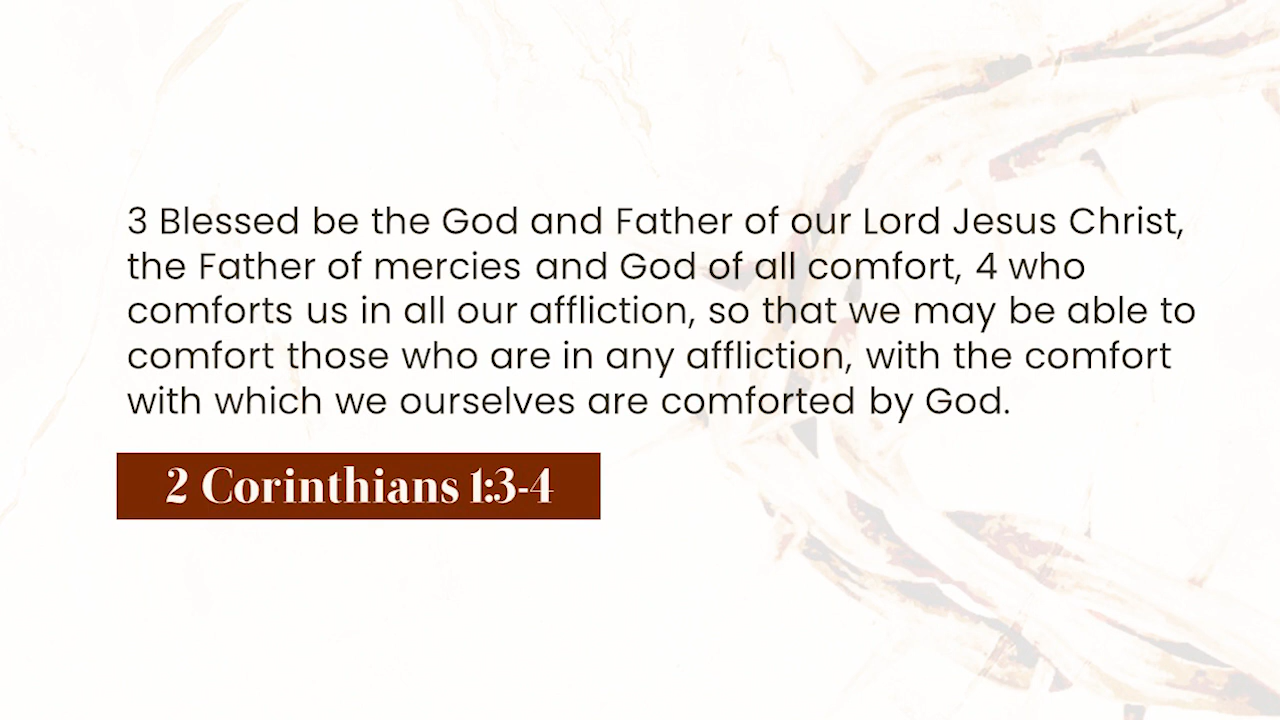 3 Blessed be the God and Father of our Lord Jesus Christ,
the Father of mercies and God of all comfort, 4 who
comforts us in all our affliction, so that we may be able to
comfort those who are in any affliction, with the comfort
with which we ourselves are comforted by God.
2 Corinthians 1:3-4